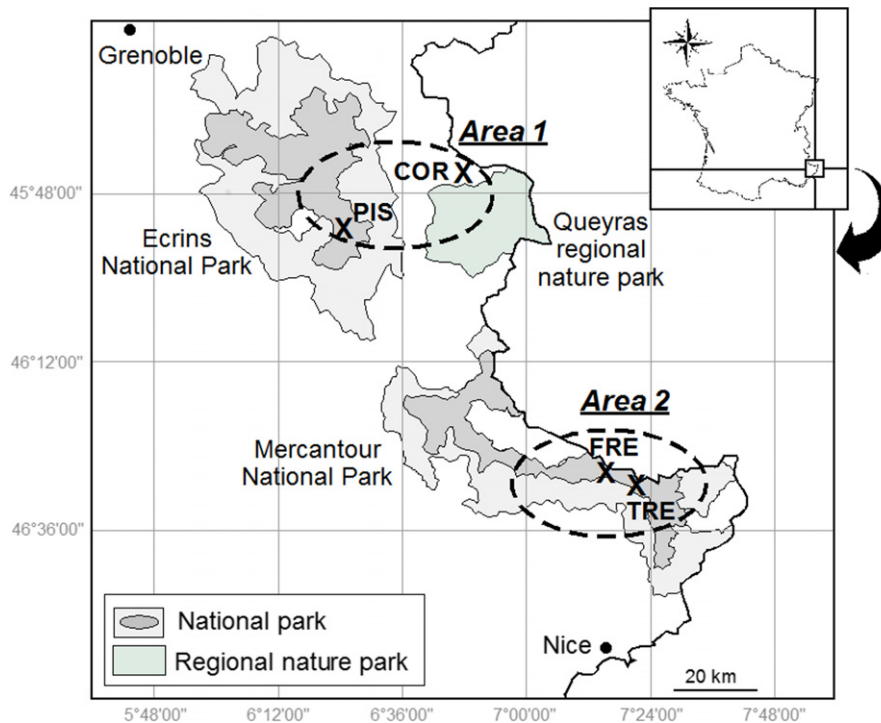 Grenoble
Area 1
COR X
45°48'00"
PIS
X
Ecrins
National Park
Queyras
regional
nature park
46°12'00"
Area 2
Mercantour
National Park
FRE
X
X
TRE
46°36'00"
National park
Regional nature park
Nice
20 km
5°48'00"
6°12'00"
6°36'00"
7°00'00"
7°24'00"
7°48'00"